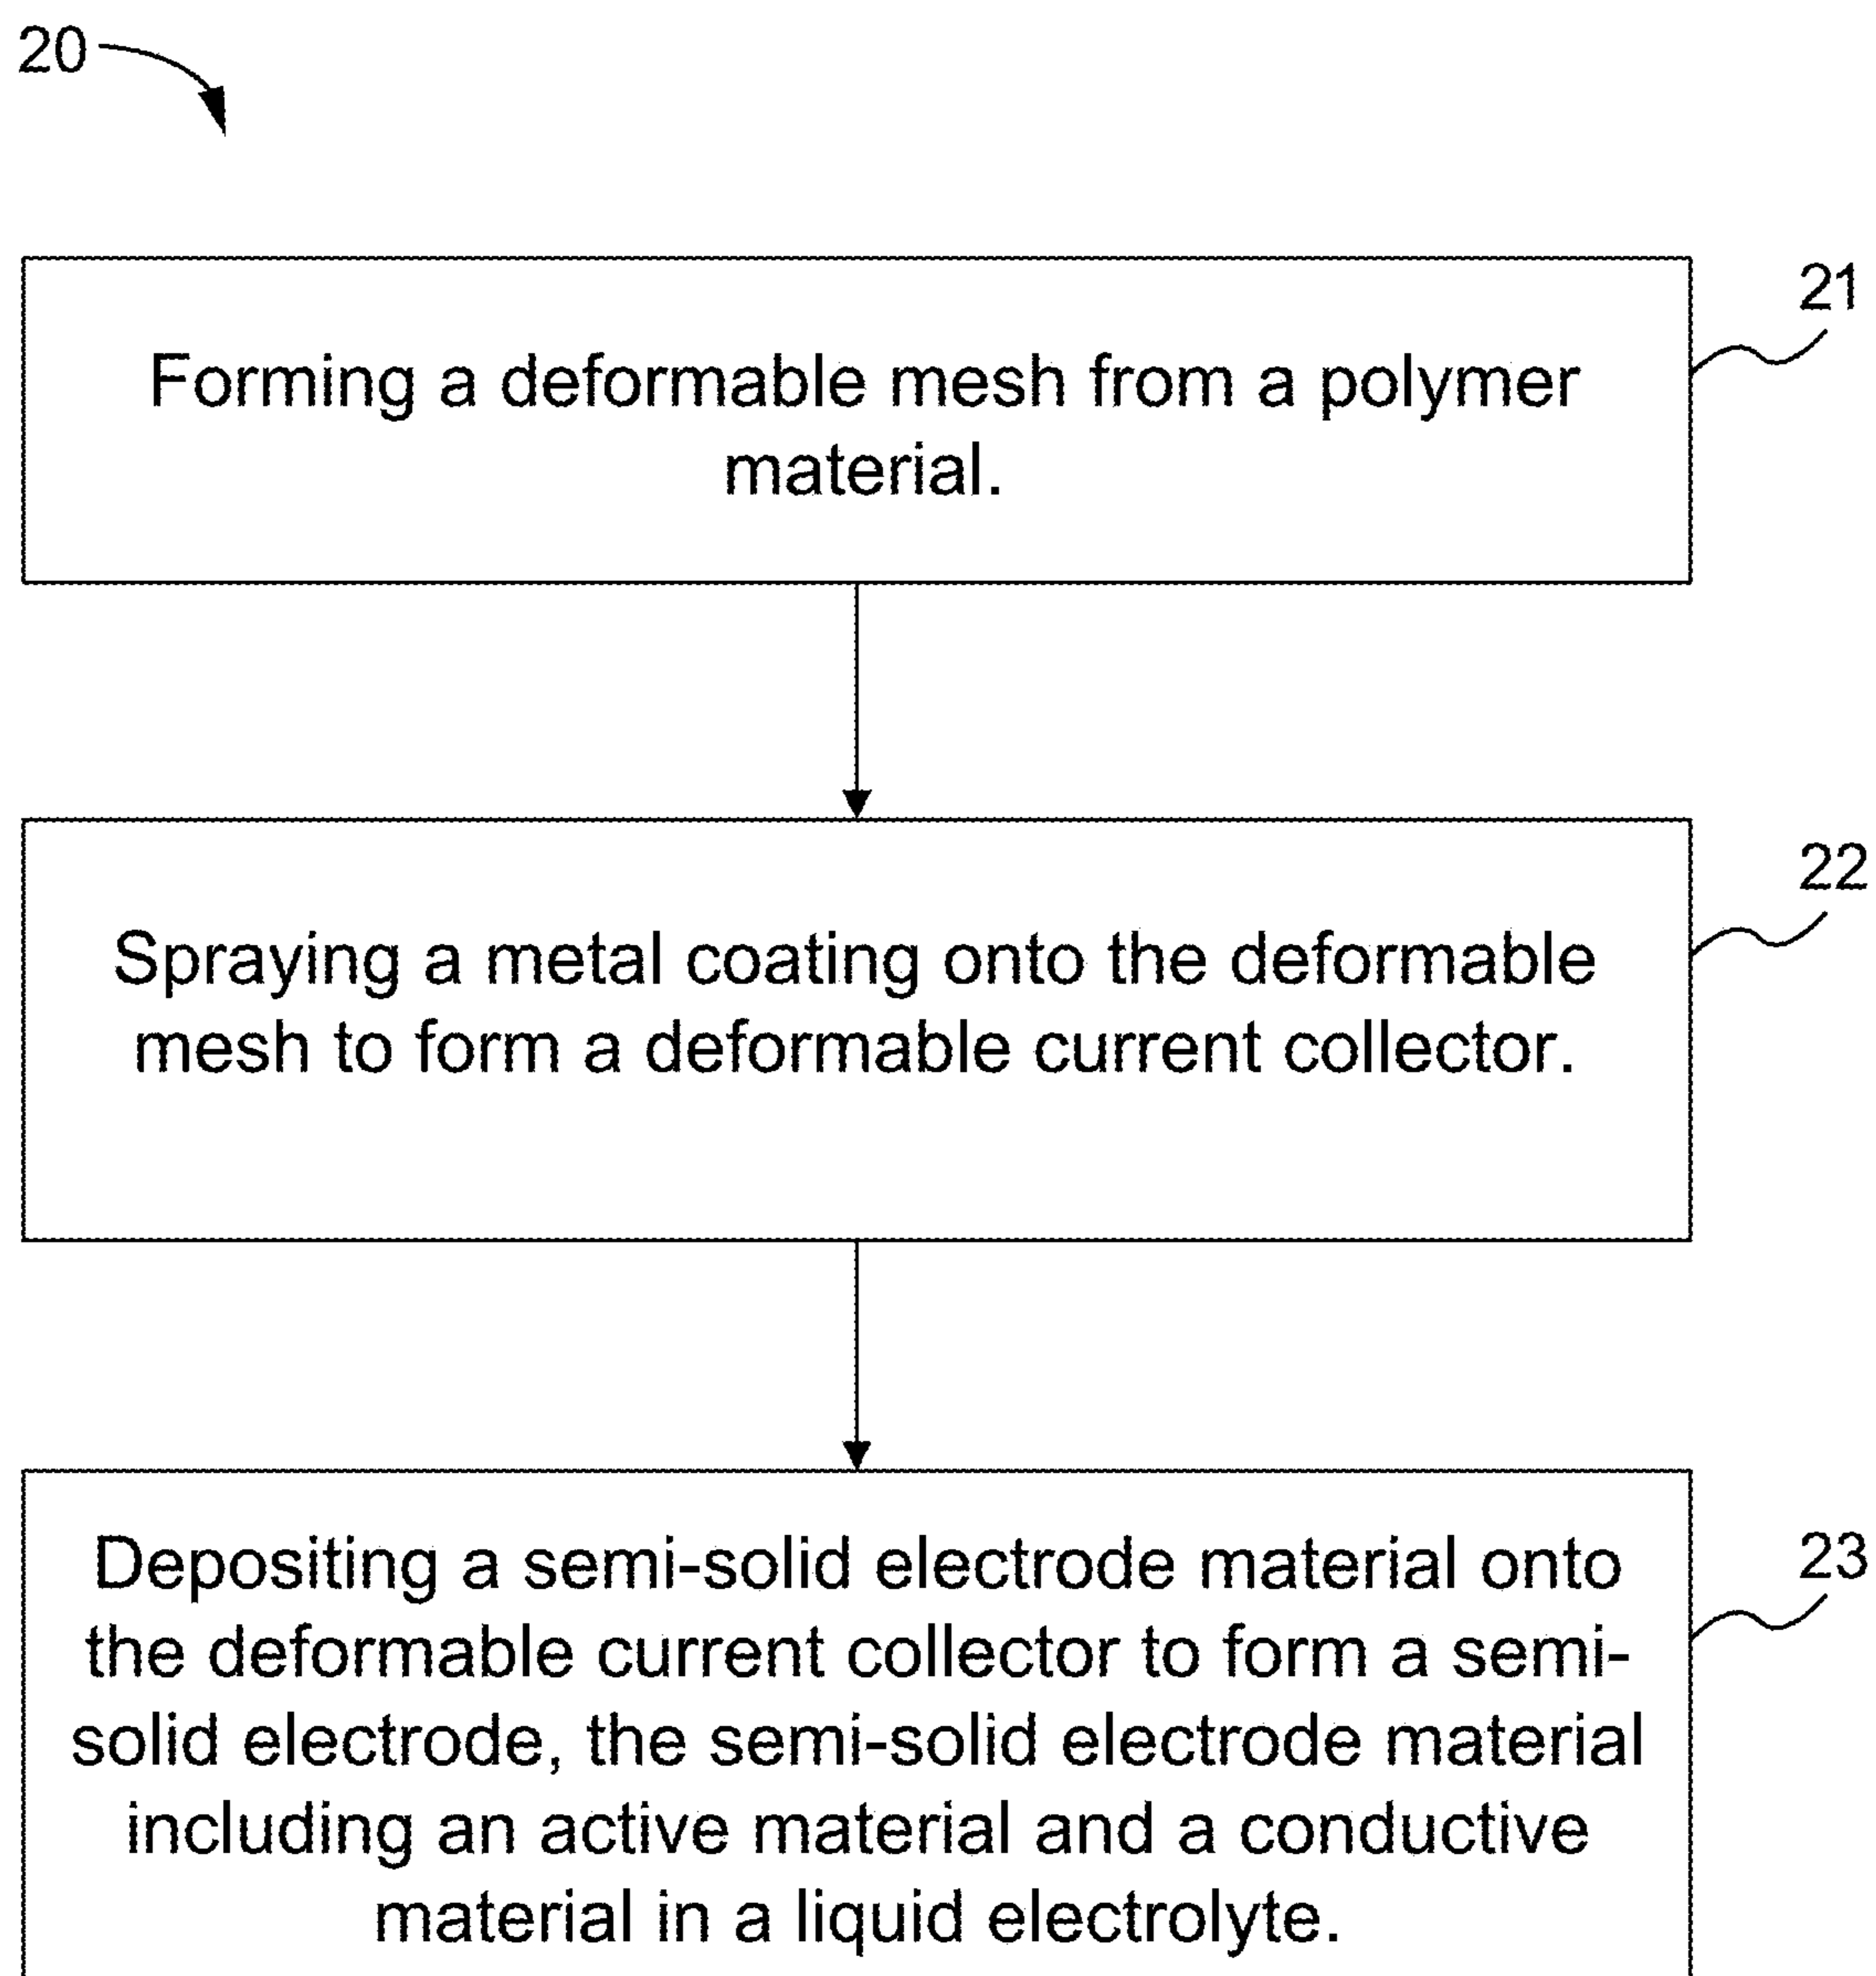 20
21
Forming a deformable mesh from a polymer
material.
22
Spraying a metal coating onto the deformable
mesh to form a deformable current collector.
23
Depositing a semi-solid electrode material onto
the deformable current collector to form a semi-
solid electrode, the semi-solid electrode material
including an active material and a conductive
material in a liquid electrolyte.